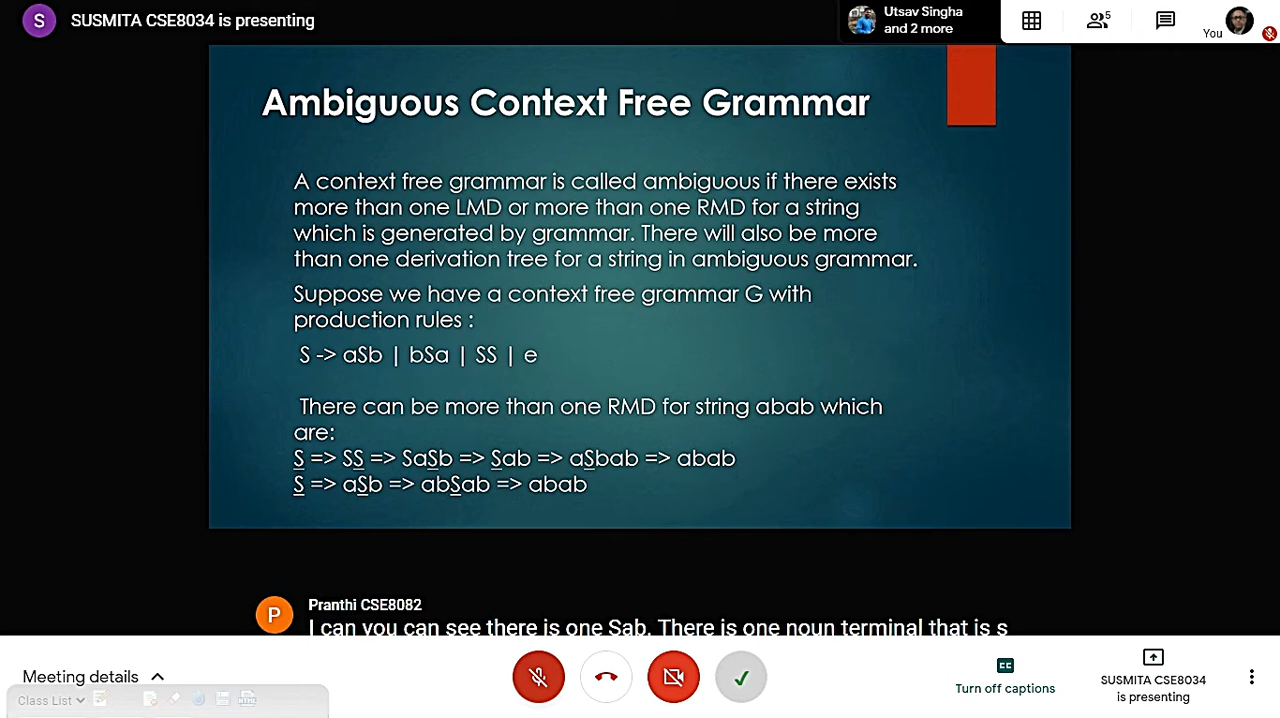 S
SUSMITA CSE8034 is presenting
Utsav Singha
and 2 more
5
You
Ambiguous Context Free Grammar
A context free grammar is called ambiguous if there exists
more than one LMD or more than one RMD for a string
which is generated by grammar. There will also be more
than one derivation tree for a string in ambiguous grammar.
Suppose we have a context free grammar G with
production rules :
S -> aSb | bSa | SS | e
There can be more than one RMD for string abab which
are:
S => SS => SaSb => Sab => aSbab => abab
S => aSb => abSab => abab
P
Pranthi CSE8082
I can you can see there is one Sab. There is one noun terminal that is s
Meeting details
Class List
CC
Turn off captions
SUSMITA CSE8034
is presenting